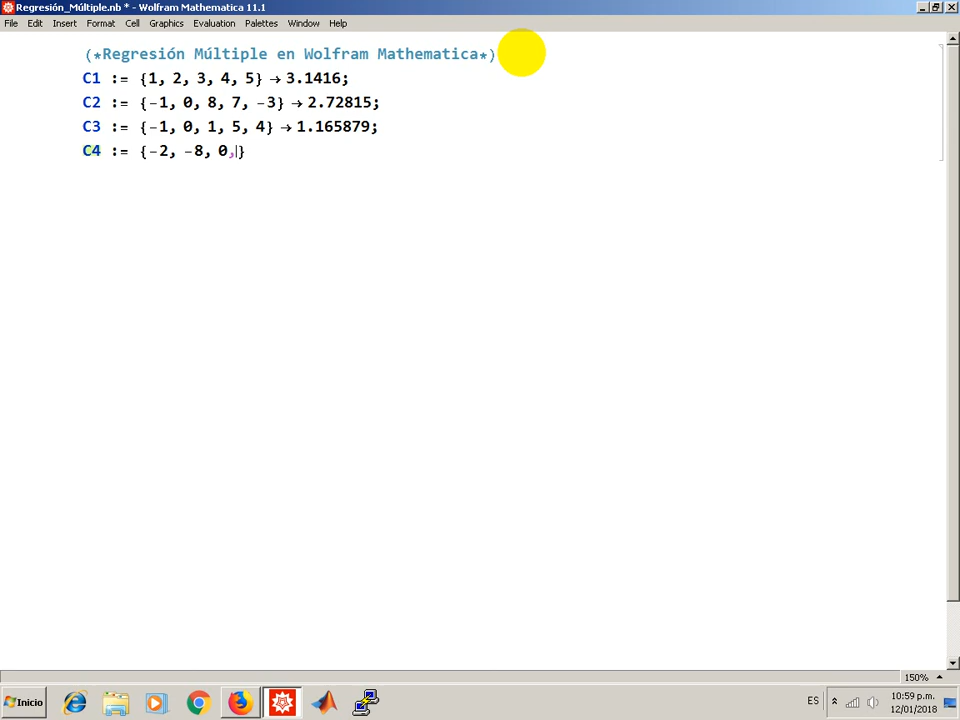 Regresión_Múltiple.nb * - Wolfram Mathematica 11.1
File Edit Insert Format Cell Graphics Evaluation Palettes Window Help
(*Regresión Múltiple en Wolfram Mathematica*)
C1 := {1, 2, 3, 4, 5} → 3.1416;
C2 := {-1, 0, 8, 7, -3} → 2.72815;
C3 := {-1, 0, 1, 5, 4} → 1.165879;
C4 := {-2, -8, 0,}
150%
Inicio
ES
10:59 p.m.
12/01/2018